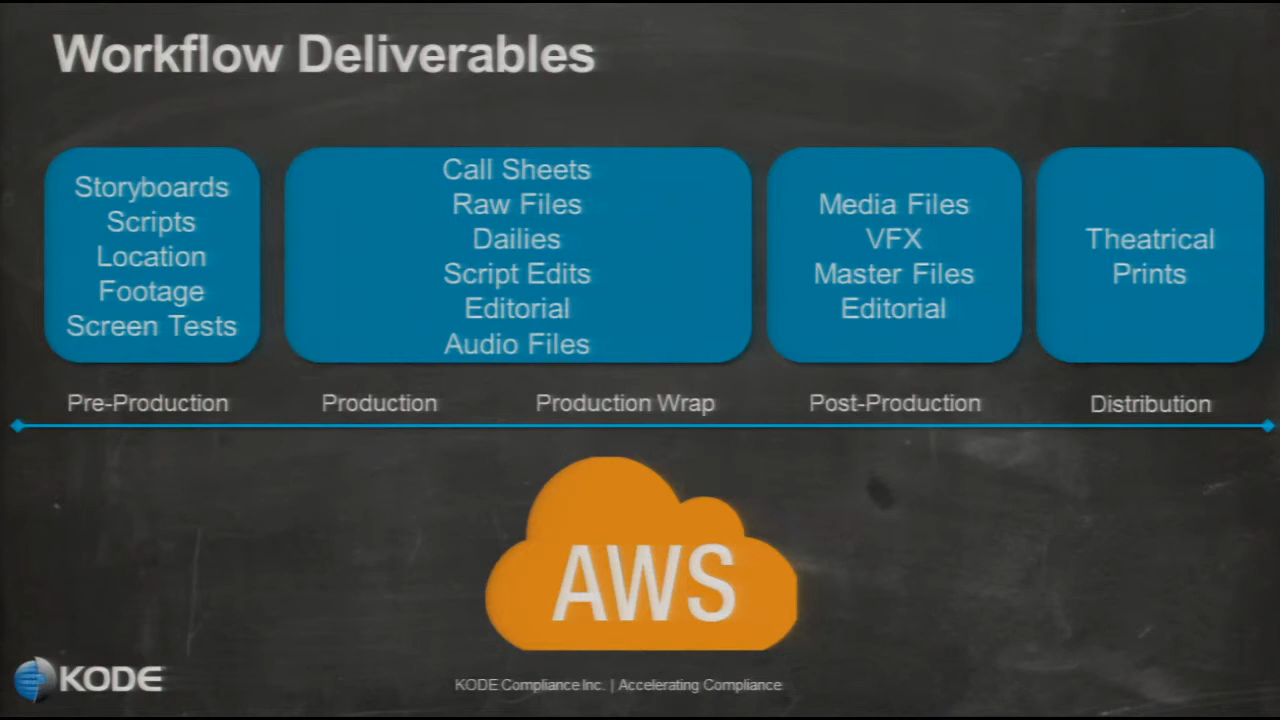 Workflow Deliverables
Storyboards
Scripts
Location
Footage
Screen Tests
Call Sheets
Raw Files
Dailies
Script Edits
Editorial
Audio Files
Media Files
VFX
Master Files
Editorial
Theatrical
Prints
Pre-Production
Production
Production Wrap
Post-Production
Distribution
AWS
KODE
KODE Compliance Inc. | Accelerating Compliance